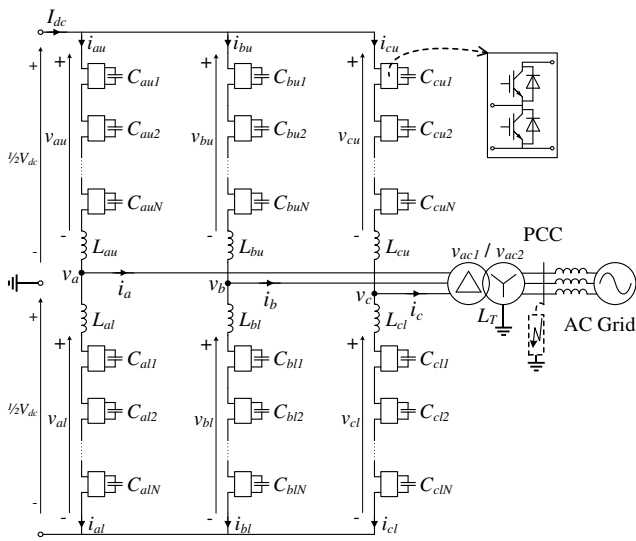 I_dc
i_au
i_bu
i_cu
+
+
+
+
C_au1
C_bu1
C_cu1
C_au2
C_bu2
C_cu2
½V_dc
v_au
v_bu
v_cu
C_auN
C_buN
C_cuN
-
-
-
-
L_au
L_bu
L_cu
PCC
v_ac1 / v_ac2
v_a
i_a
v_b
i_b
v_c
i_c
L_T
AC Grid
+
L_al
L_bl
L_cl
+
+
+
C_al1
C_bl1
C_cl1
½V_dc
v_al
v_bl
v_cl
C_al2
C_bl2
C_cl2
C_alN
C_blN
C_clN
-
-
-
-
i_al
i_bl
i_cl